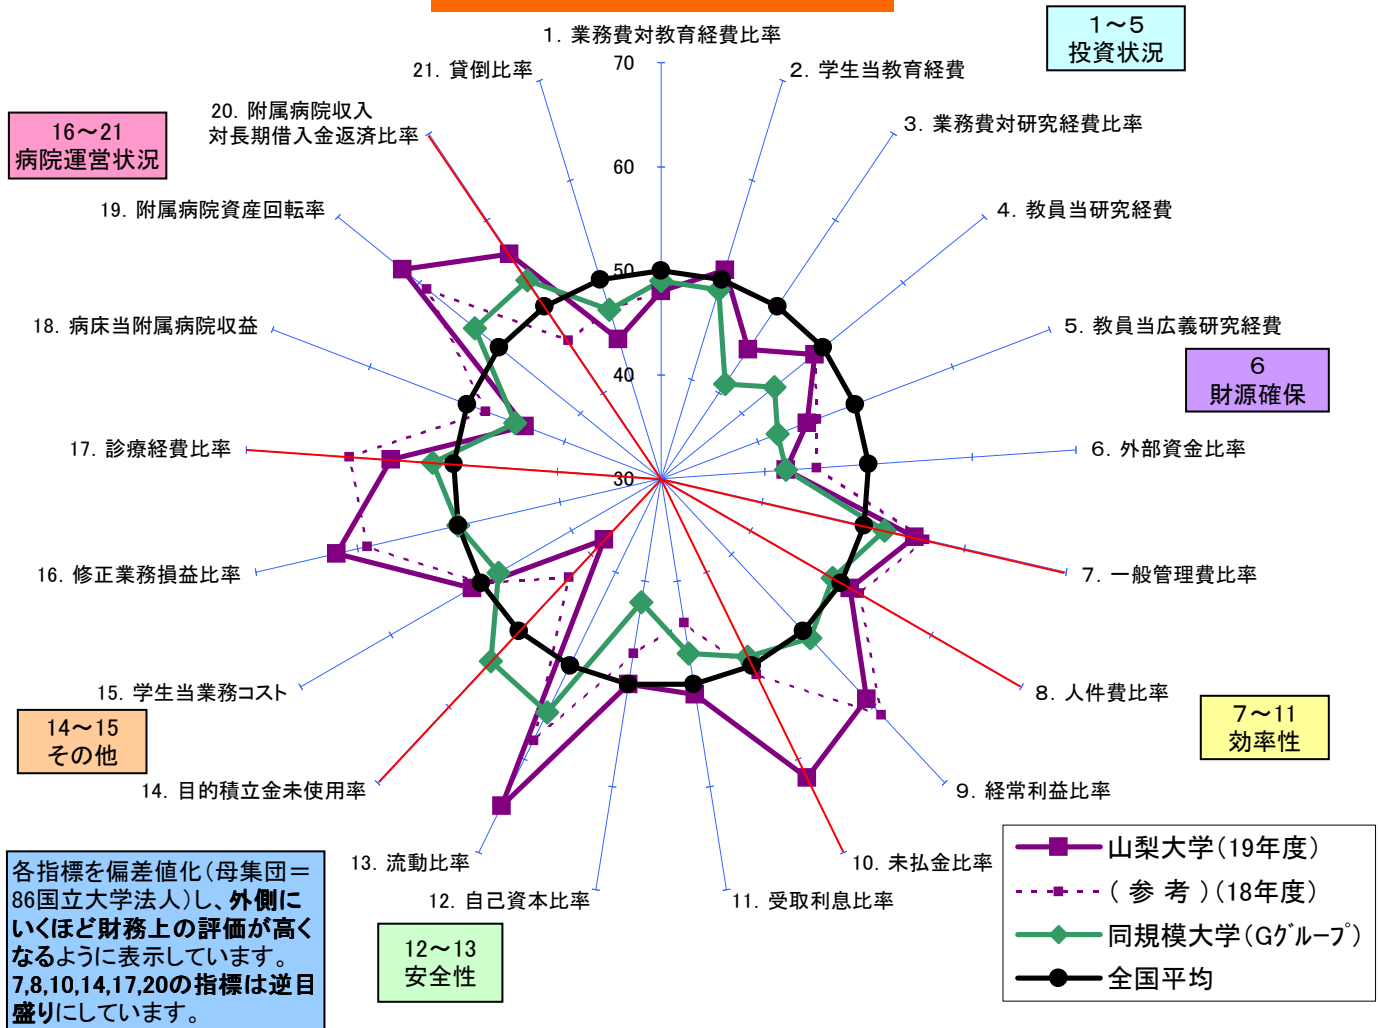 1. 業務費対教育経費比率
2. 学生当教育経費
3. 業務費対研究経費比率
4. 教員当研究経費
5. 教員当広義研究経費
6. 外部資金比率
7. 一般管理費比率
8. 人件費比率
9. 経常利益比率
10. 未払金比率
11. 受取利息比率
12. 自己資本比率
13. 流動比率
14. 目的積立金未使用率
15. 学生当業務コスト
16. 修正業務損益比率
17. 診療経費比率
18. 病床当附属病院収益
19. 附属病院資産回転率
20. 附属病院収入
対長期借入金返済比率
21. 貸倒比率
70
60
50
40
30
1～5
投資状況
6
財源確保
7～11
効率性
12～13
安全性
14～15
その他
16～21
病院運営状況
山梨大学(19年度)
( 参 考 )(18年度)
同規模大学(Gグループ)
全国平均
各指標を偏差値化(母集団＝
86国立大学法人)し、外側に
いくほど財務上の評価が高く
なるように表示しています。
7,8,10,14,17,20の指標は逆目
盛りにしています。